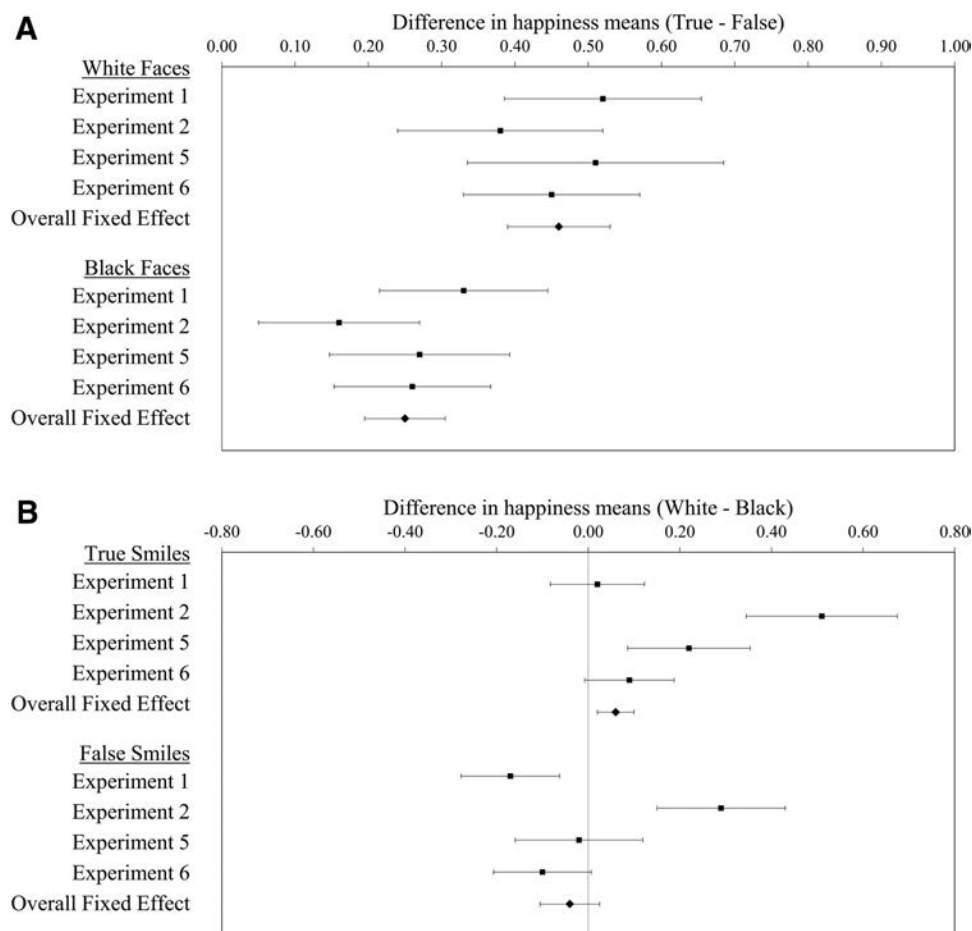 A
Difference in happiness means (True - False)
0.00 0.10 0.20 0.30 0.40 0.50 0.60 0.70 0.80 0.90 1.00
White Faces
Experiment 1
Experiment 2
Experiment 5
Experiment 6
Overall Fixed Effect
Black Faces
Experiment 1
Experiment 2
Experiment 5
Experiment 6
Overall Fixed Effect
B
Difference in happiness means (White - Black)
-0.80 -0.60 -0.40 -0.20 0.00 0.20 0.40 0.60 0.80
True Smiles
Experiment 1
Experiment 2
Experiment 5
Experiment 6
Overall Fixed Effect
False Smiles
Experiment 1
Experiment 2
Experiment 5
Experiment 6
Overall Fixed Effect